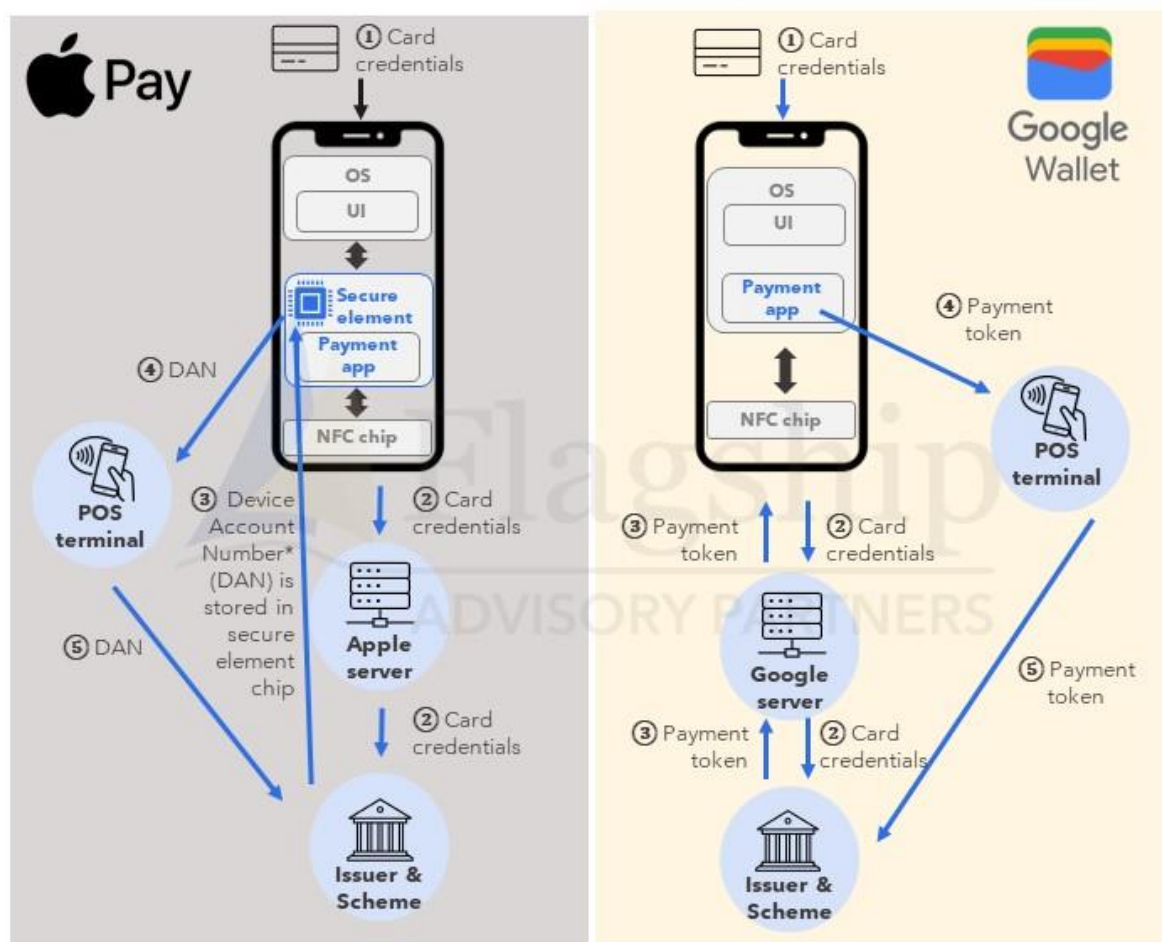 Pay
① Card
credentials
OS
UI
Secure
element
Payment
app
NFC chip
④ DAN
POS
terminal
③ Device
Account
Number*
(DAN) is
stored in
secure
element
chip
② Card
credentials
Apple
server
⑤ DAN
② Card
credentials
Issuer &
Scheme
① Card
credentials
Google
Wallet
OS
UI
Payment
app
④ Payment
token
NFC chip
POS
terminal
③ Payment
token
② Card
credentials
Google
server
⑤ Payment
token
③ Payment
token
② Card
credentials
Issuer &
Scheme
Flagship
ADVISORY PARTNERS